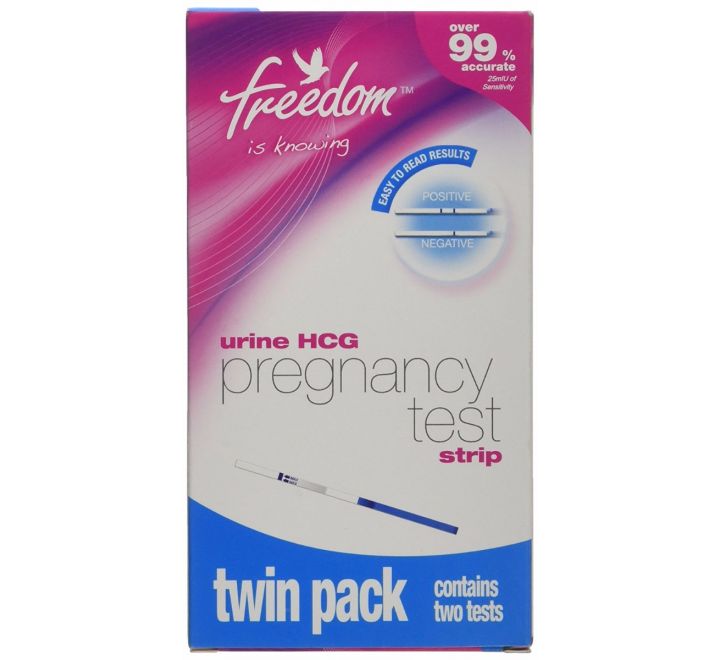 over
99 %
accurate
25mIU of
Sensitivity
freedom™
is knowing
EASY TO READ RESULTS
POSITIVE
NEGATIVE
urine HCG
pregnancy
test
strip
twin pack
contains
two tests